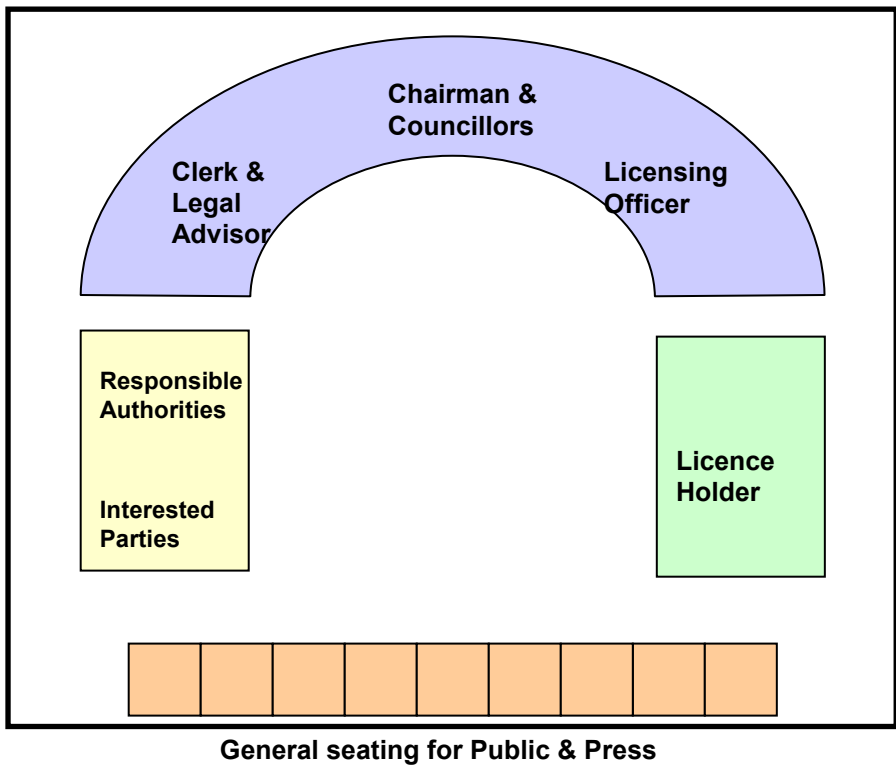 Chairman &
Councillors
Clerk &
Legal
Advisor
Licensing
Officer
Responsible
Authorities
Interested
Parties
Licence
Holder
General seating for Public & Press